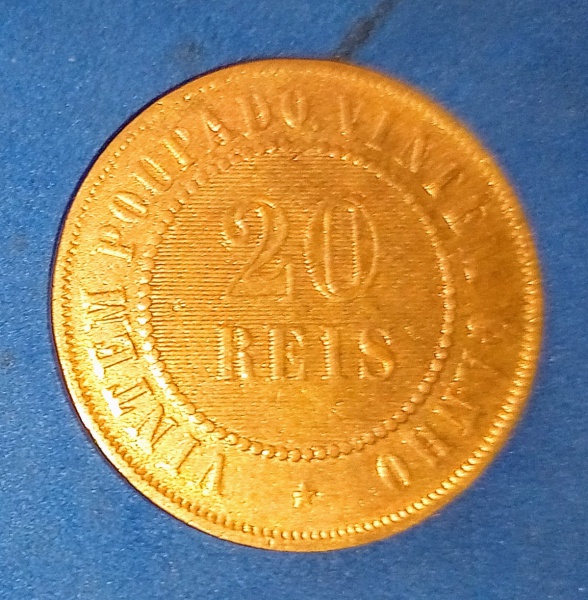 VINTEM POUPADO, VINTEM GANHO
20
REIS